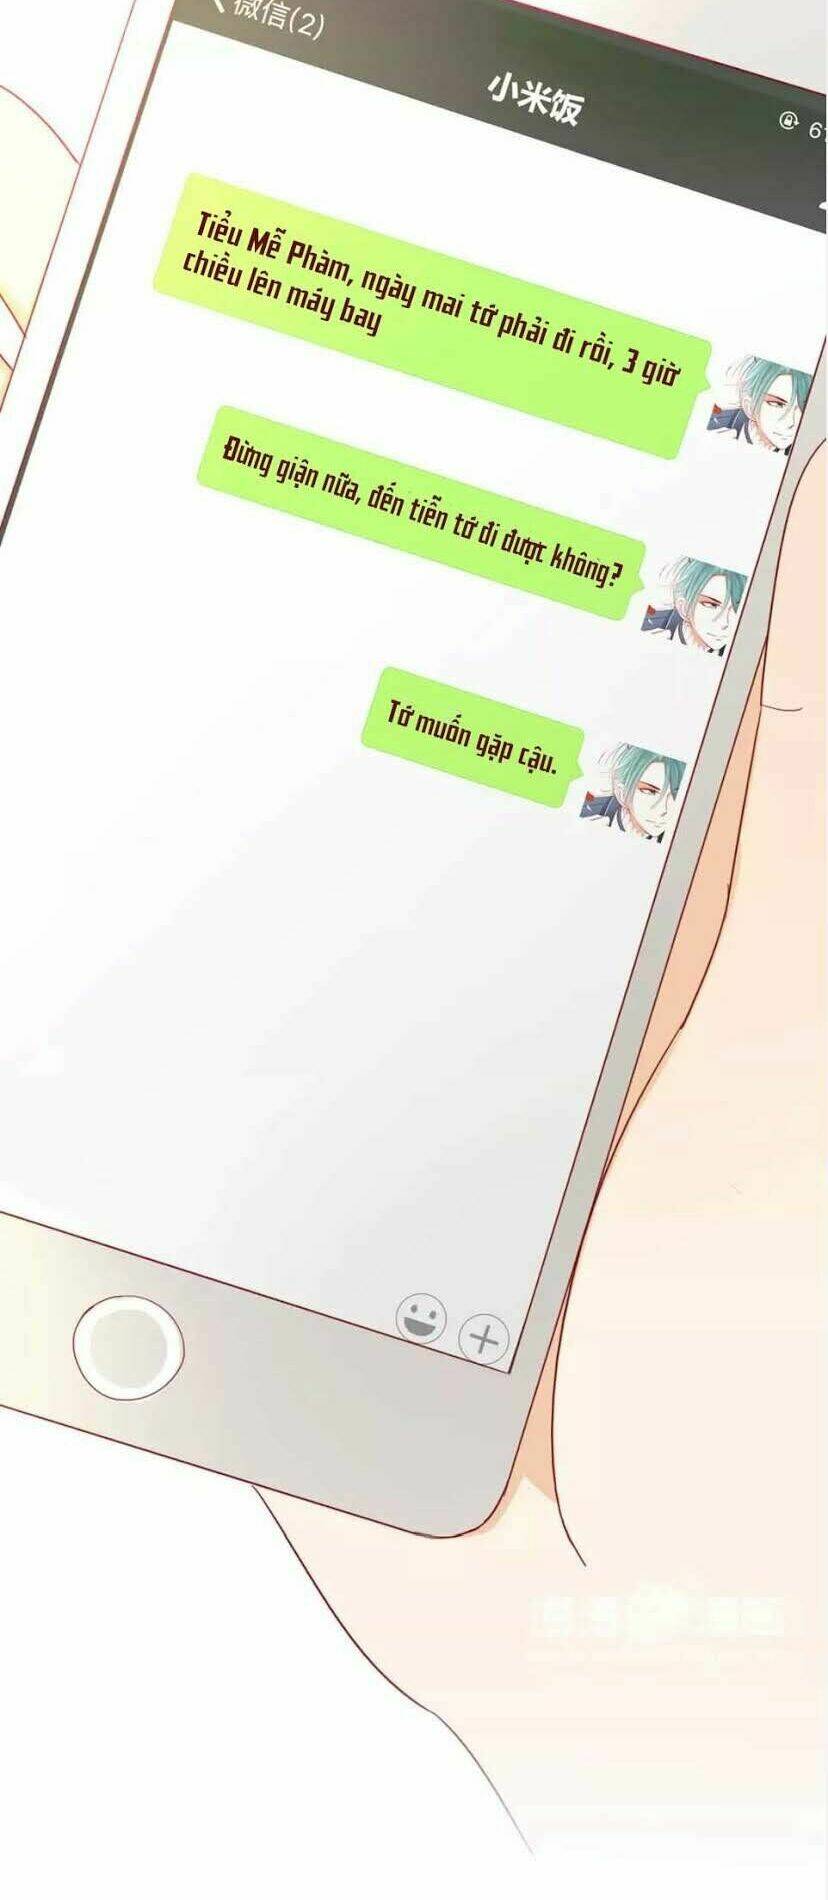 微信(2)
小米饭
Tiểu Mễ Phàm, ngày mai tớ phải đi rồi, 3 giờ
chiều lên máy bay
Đừng giận nữa, đến tiễn tớ đi được không?
Tớ muốn gặp cậu.